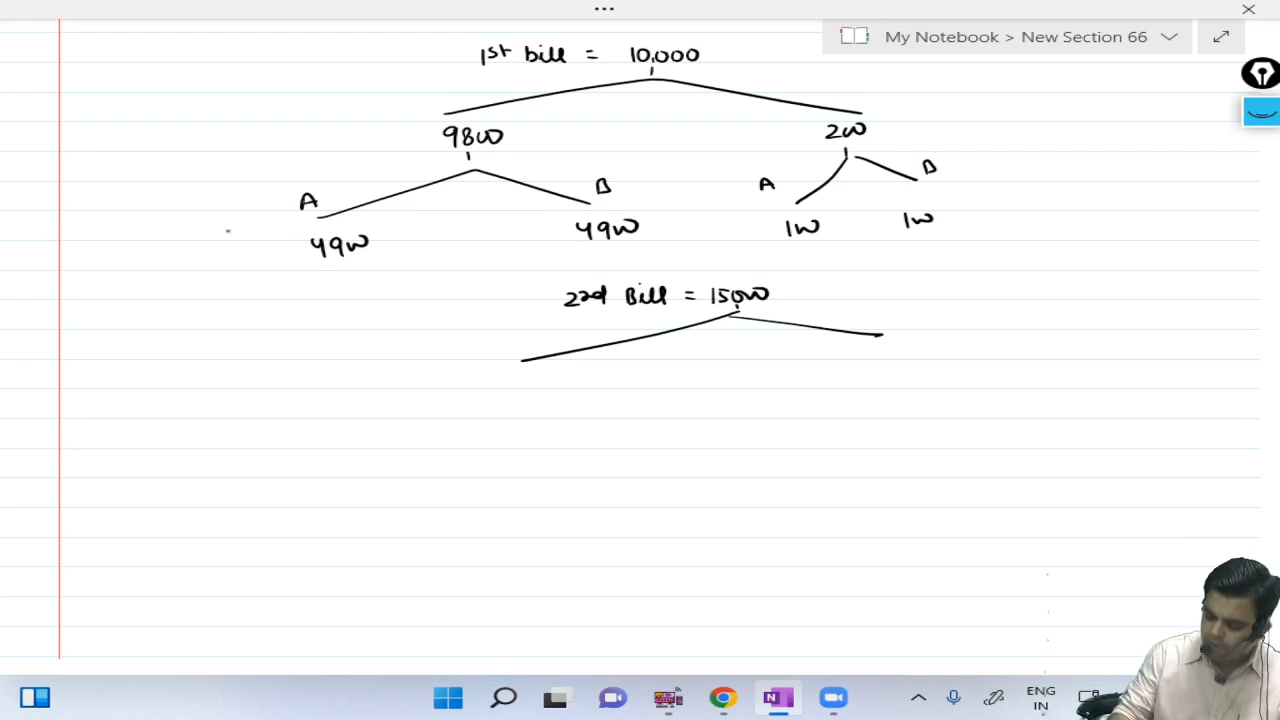 ...
My Notebook > New Section 66
1st bill = 10,000
9800
200
A
B
A
B
4900
4900
100
100
2nd Bill = 15000
ENG
IN